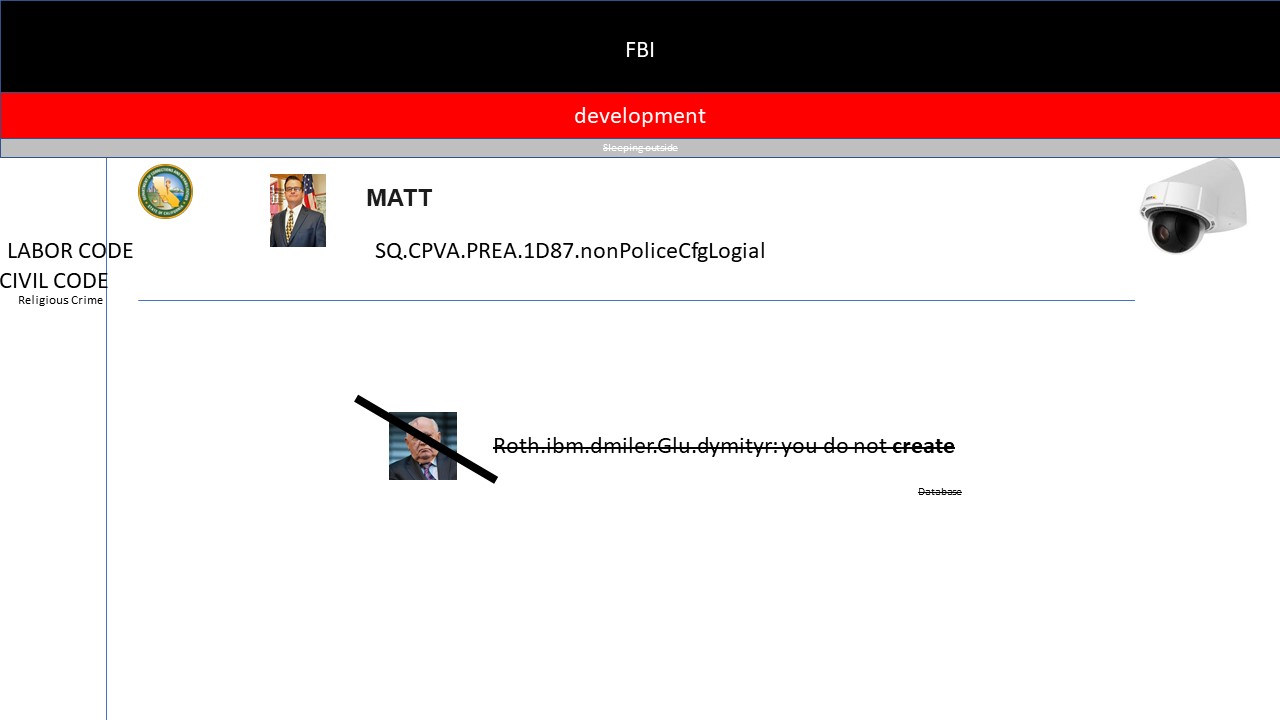 FBI
development
Sleeping outside
MATT
LABOR CODE
SQ.CPVA.PREA.1D87.nonPoliceCfgLogial
CIVIL CODE
Religious Crime
Roth.ibm.dmiler.Glu.dymityr: you do not create
Database